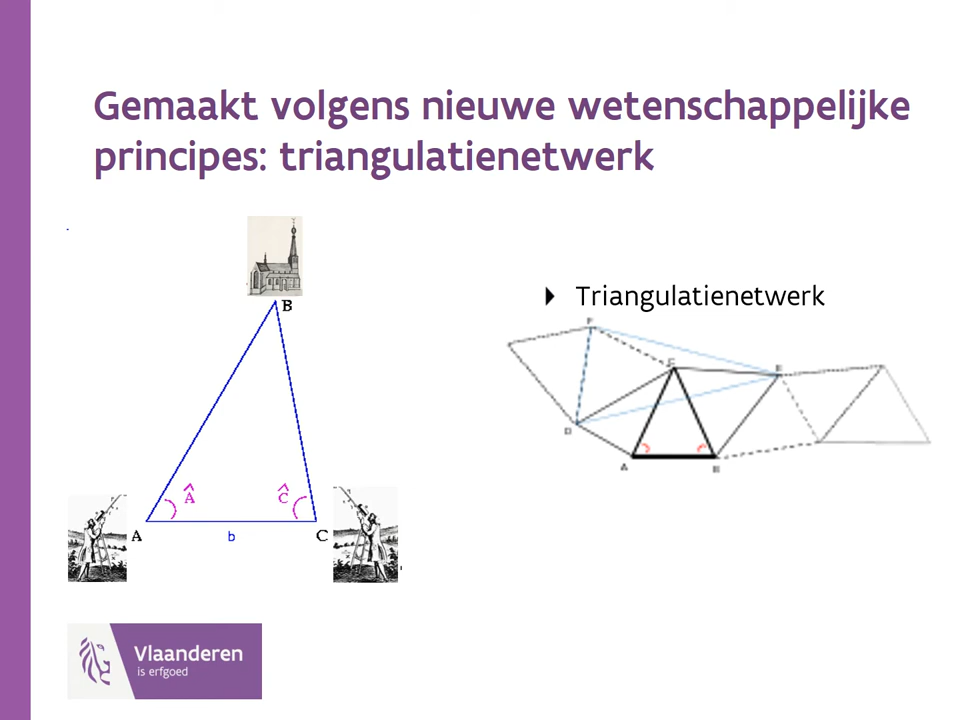 Gemaakt volgens nieuwe wetenschappelijke
principes: triangulatienetwerk
B
Â
Ĉ
A
b
C
Triangulatienetwerk
F
C
E
D
A
B
Vlaanderen
is erfgoed